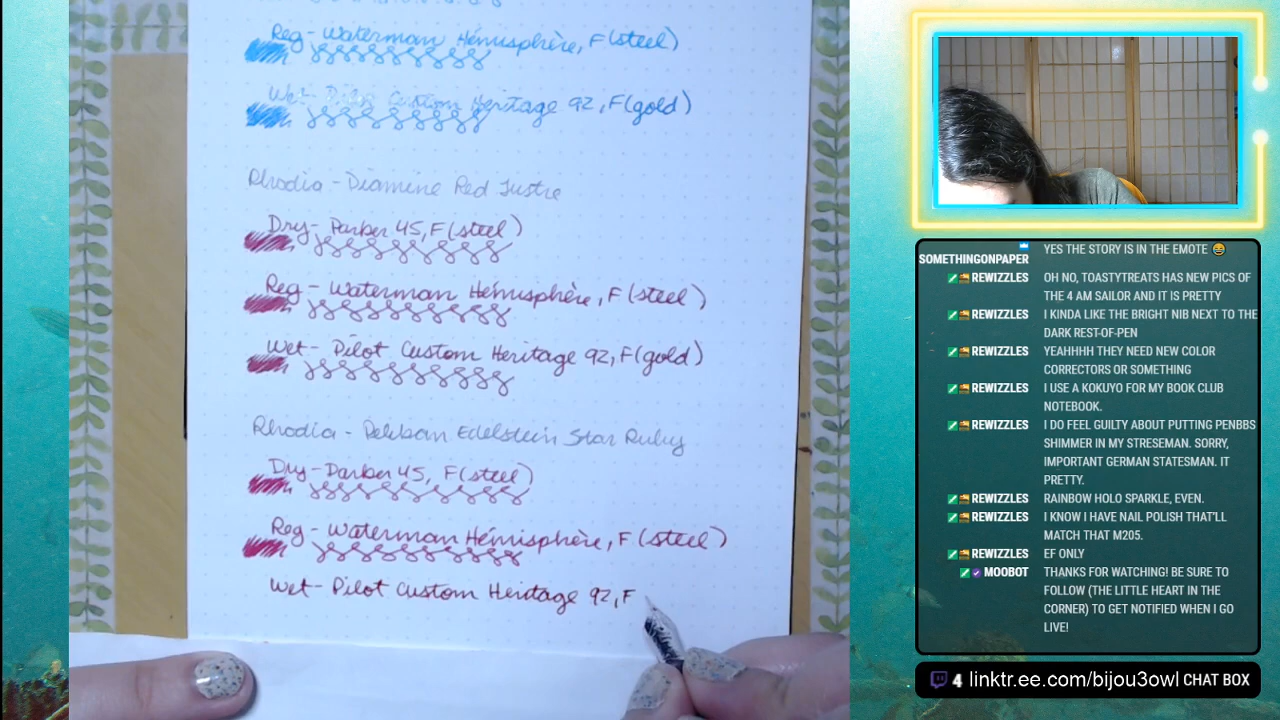 Reg - Waterman Hémisphère, F (steel)
Wet - Pilot Custom Heritage 92, F (gold)
Rhodia - Diamine Red Lustre
Dry - Parker 45, F (steel)
Reg - Waterman Hémisphère, F (steel)
Wet - Pilot Custom Heritage 92, F (gold)
Rhodia - Pelikan Edelstein Star Ruby
Dry - Parker 45, F (steel)
Reg - Waterman Hémisphère, F (steel)
Wet - Pilot Custom Heritage 92, F
SOMETHINGONPAPER YES THE STORY IS IN THE EMOTE 😄
REWIZZLES OH NO, TOASTYTREATS HAS NEW PICS OF
THE 4 AM SAILOR AND IT IS PRETTY
REWIZZLES I KINDA LIKE THE BRIGHT NIB NEXT TO THE
DARK REST-OF-PEN
REWIZZLES YEAHHHH THEY NEED NEW COLOR
CORRECTORS OR SOMETHING
REWIZZLES I USE A KOKUYO FOR MY BOOK CLUB
NOTEBOOK.
REWIZZLES I DO FEEL GUILTY ABOUT PUTTING PENBBS
SHIMMER IN MY STRESEMAN. SORRY,
IMPORTANT GERMAN STATESMAN. IT
PRETTY.
REWIZZLES RAINBOW HOLO SPARKLE, EVEN.
REWIZZLES I KNOW I HAVE NAIL POLISH THAT'LL
MATCH THAT M205.
REWIZZLES EF ONLY
MOOBOT THANKS FOR WATCHING! BE SURE TO
FOLLOW (THE LITTLE HEART IN THE
CORNER) TO GET NOTIFIED WHEN I GO
LIVE!
4 linktr.ee.com/bijou3owl CHAT BOX